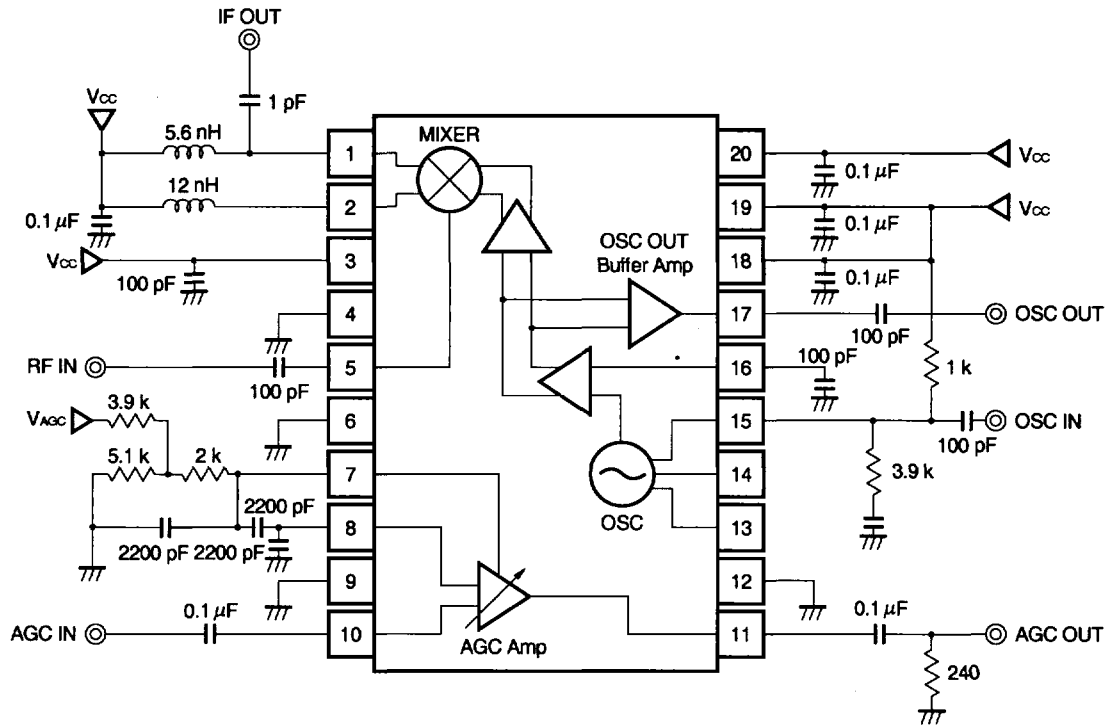 IF OUT
Vcc
1 pF
5.6 nH
12 nH
0.1 µF
Vcc
100 pF
RF IN
100 pF
VAGC
3.9 k
5.1 k
2 k
2200 pF
2200 pF
2200 pF
AGC IN
0.1 µF
1
2
3
4
5
6
7
8
9
10
MIXER
OSC OUT
Buffer Amp
OSC
AGC Amp
20
19
18
17
16
15
14
13
12
11
0.1 µF
Vcc
0.1 µF
Vcc
0.1 µF
100 pF
OSC OUT
100 pF
1 k
100 pF
OSC IN
3.9 k
0.1 µF
AGC OUT
240